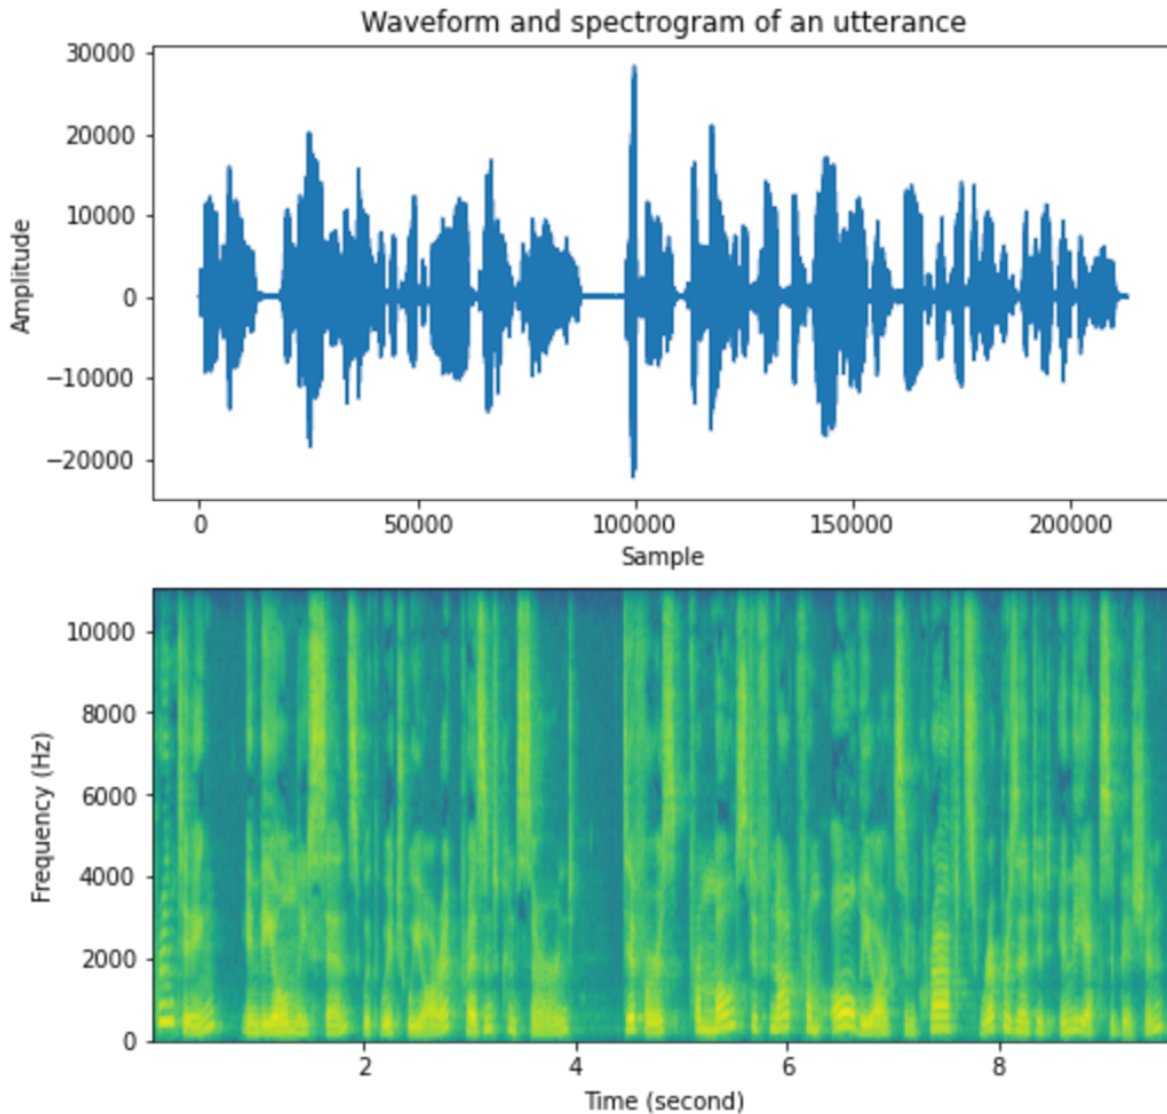 Waveform and spectrogram of an utterance
30000
20000
10000
0
−10000
−20000
Amplitude
0 50000 100000 150000 200000
Sample
10000
8000
6000
4000
2000
0
Frequency (Hz)
2 4 6 8
Time (second)